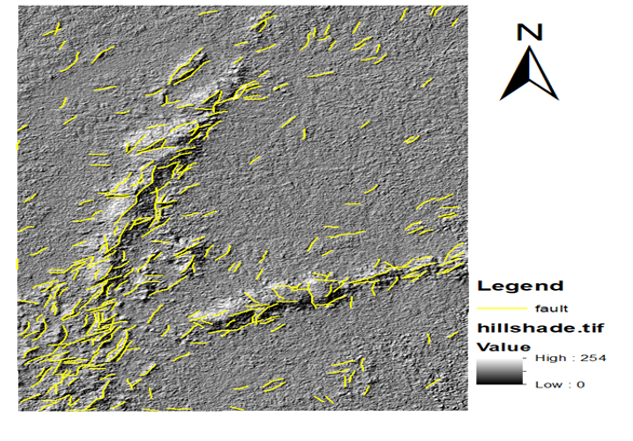 N
Legend
fault
hillshade.tif
Value
High : 254
Low : 0